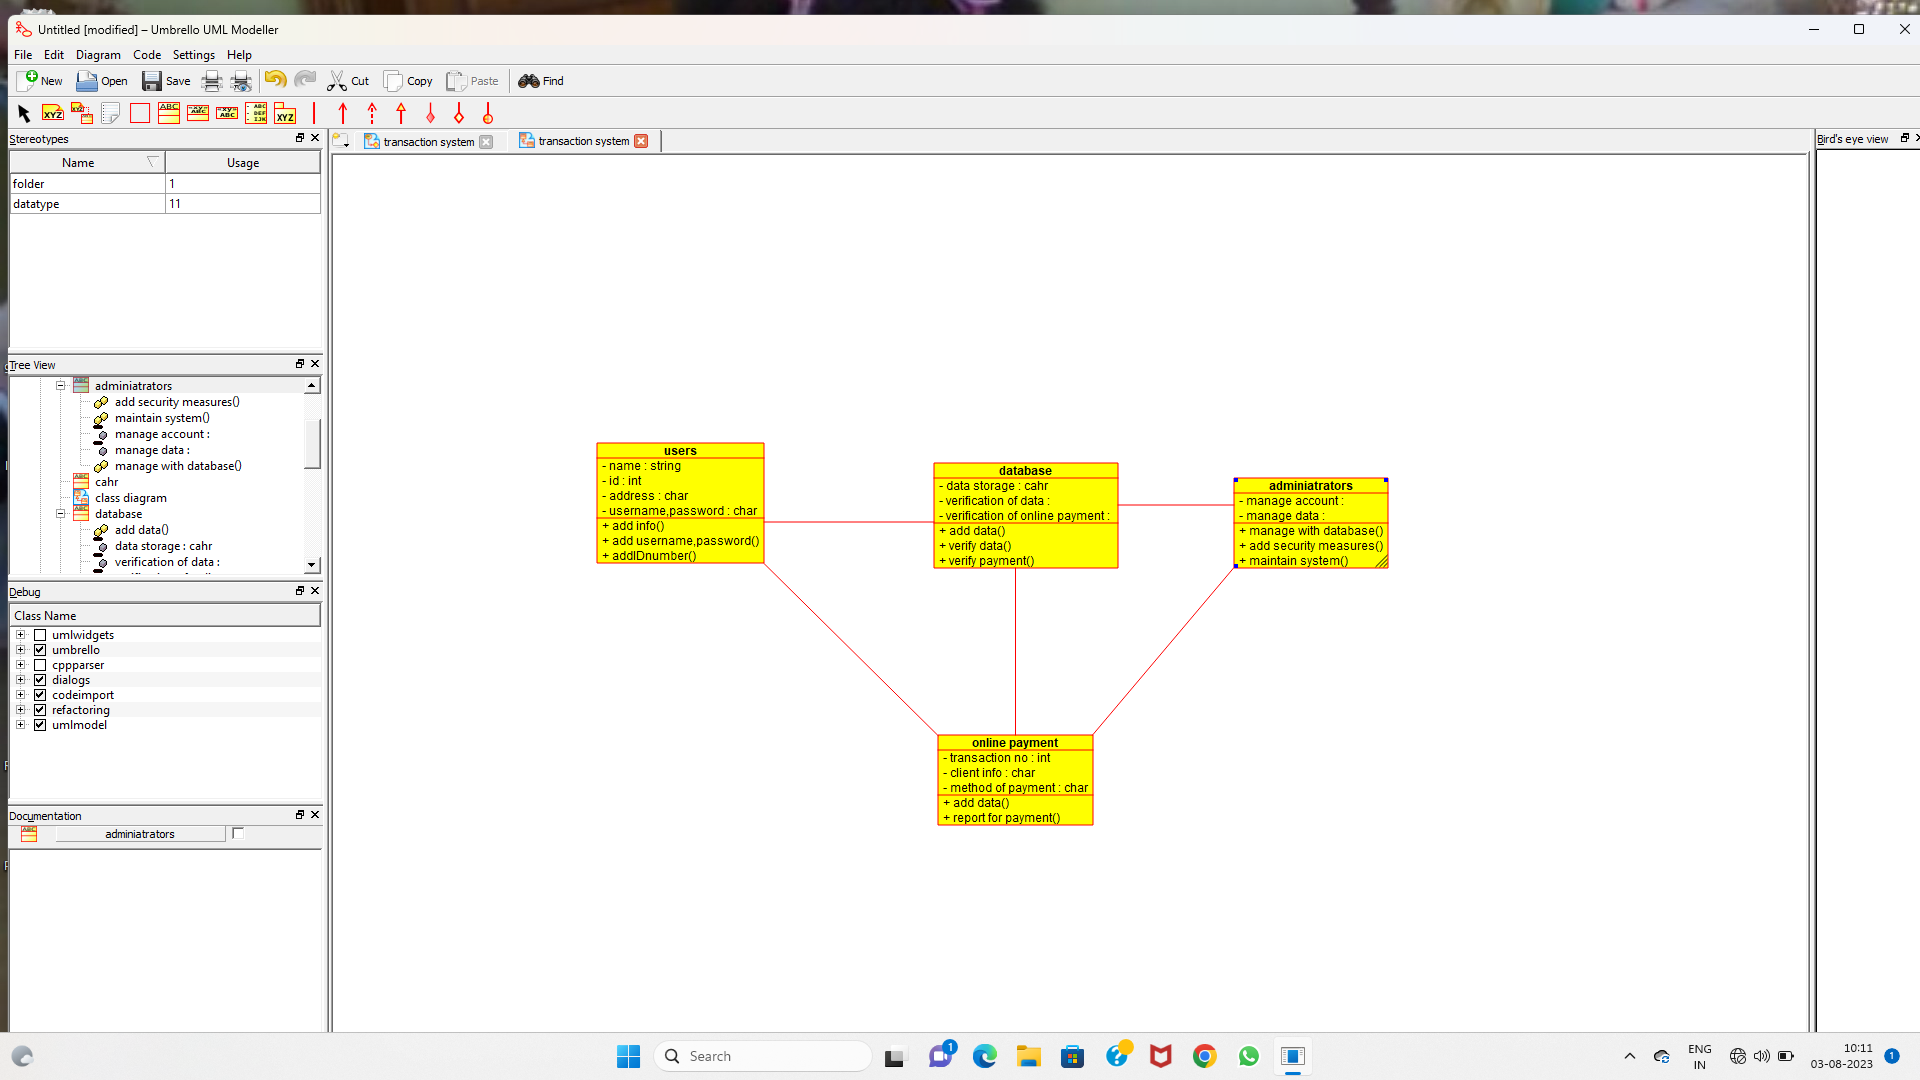 Untitled [modified] – Umbrello UML Modeller
File Edit Diagram Code Settings Help
New Open Save Cut Copy Paste Find
Stereotypes
Name Usage
folder 1
datatype 11
Tree View
adminiatrators
add security measures()
maintain system()
manage account :
manage data :
manage with database()
cahr
class diagram
database
add data()
data storage : cahr
verification of data :
Debug
Class Name
umlwidgets
umbrello
cppparser
dialogs
codeimport
refactoring
umlmodel
Documentation
adminiatrators
transaction system
transaction system
Bird's eye view
users
- name : string
- id : int
- address : char
- username,password : char
+ add info()
+ add username,password()
+ addIDnumber()
database
- data storage : cahr
- verification of data :
- verification of online payment :
+ add data()
+ verify data()
+ verify payment()
adminiatrators
- manage account :
- manage data :
+ manage with database()
+ add security measures()
+ maintain system()
online payment
- transaction no : int
- client info : char
- method of payment : char
+ add data()
+ report for payment()
Search
1
ENG
IN
10:11
03-08-2023
1